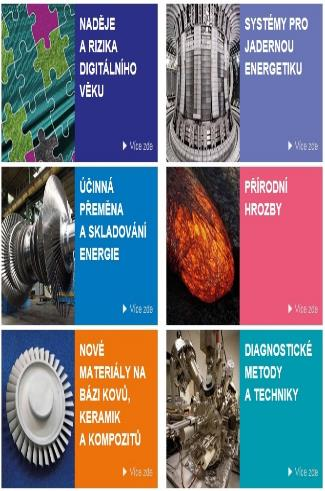 NADĚJE
A RIZIKA
DIGITÁLNÍHO
VĚKU
Více zde
SYSTÉMY PRO
JADERNOU
ENERGETIKU
Více zde
ÚČINNÁ
PŘEMĚNA
A SKLADOVÁNÍ
ENERGIE
Více zde
PŘÍRODNÍ
HROZBY
Více zde
NOVÉ
MATERIÁLY NA
BÁZI KOVŮ,
KERAMIK
A KOMPOZITŮ
Více zde
DIAGNOSTICKÉ
METODY
A TECHNIKY
Více zde